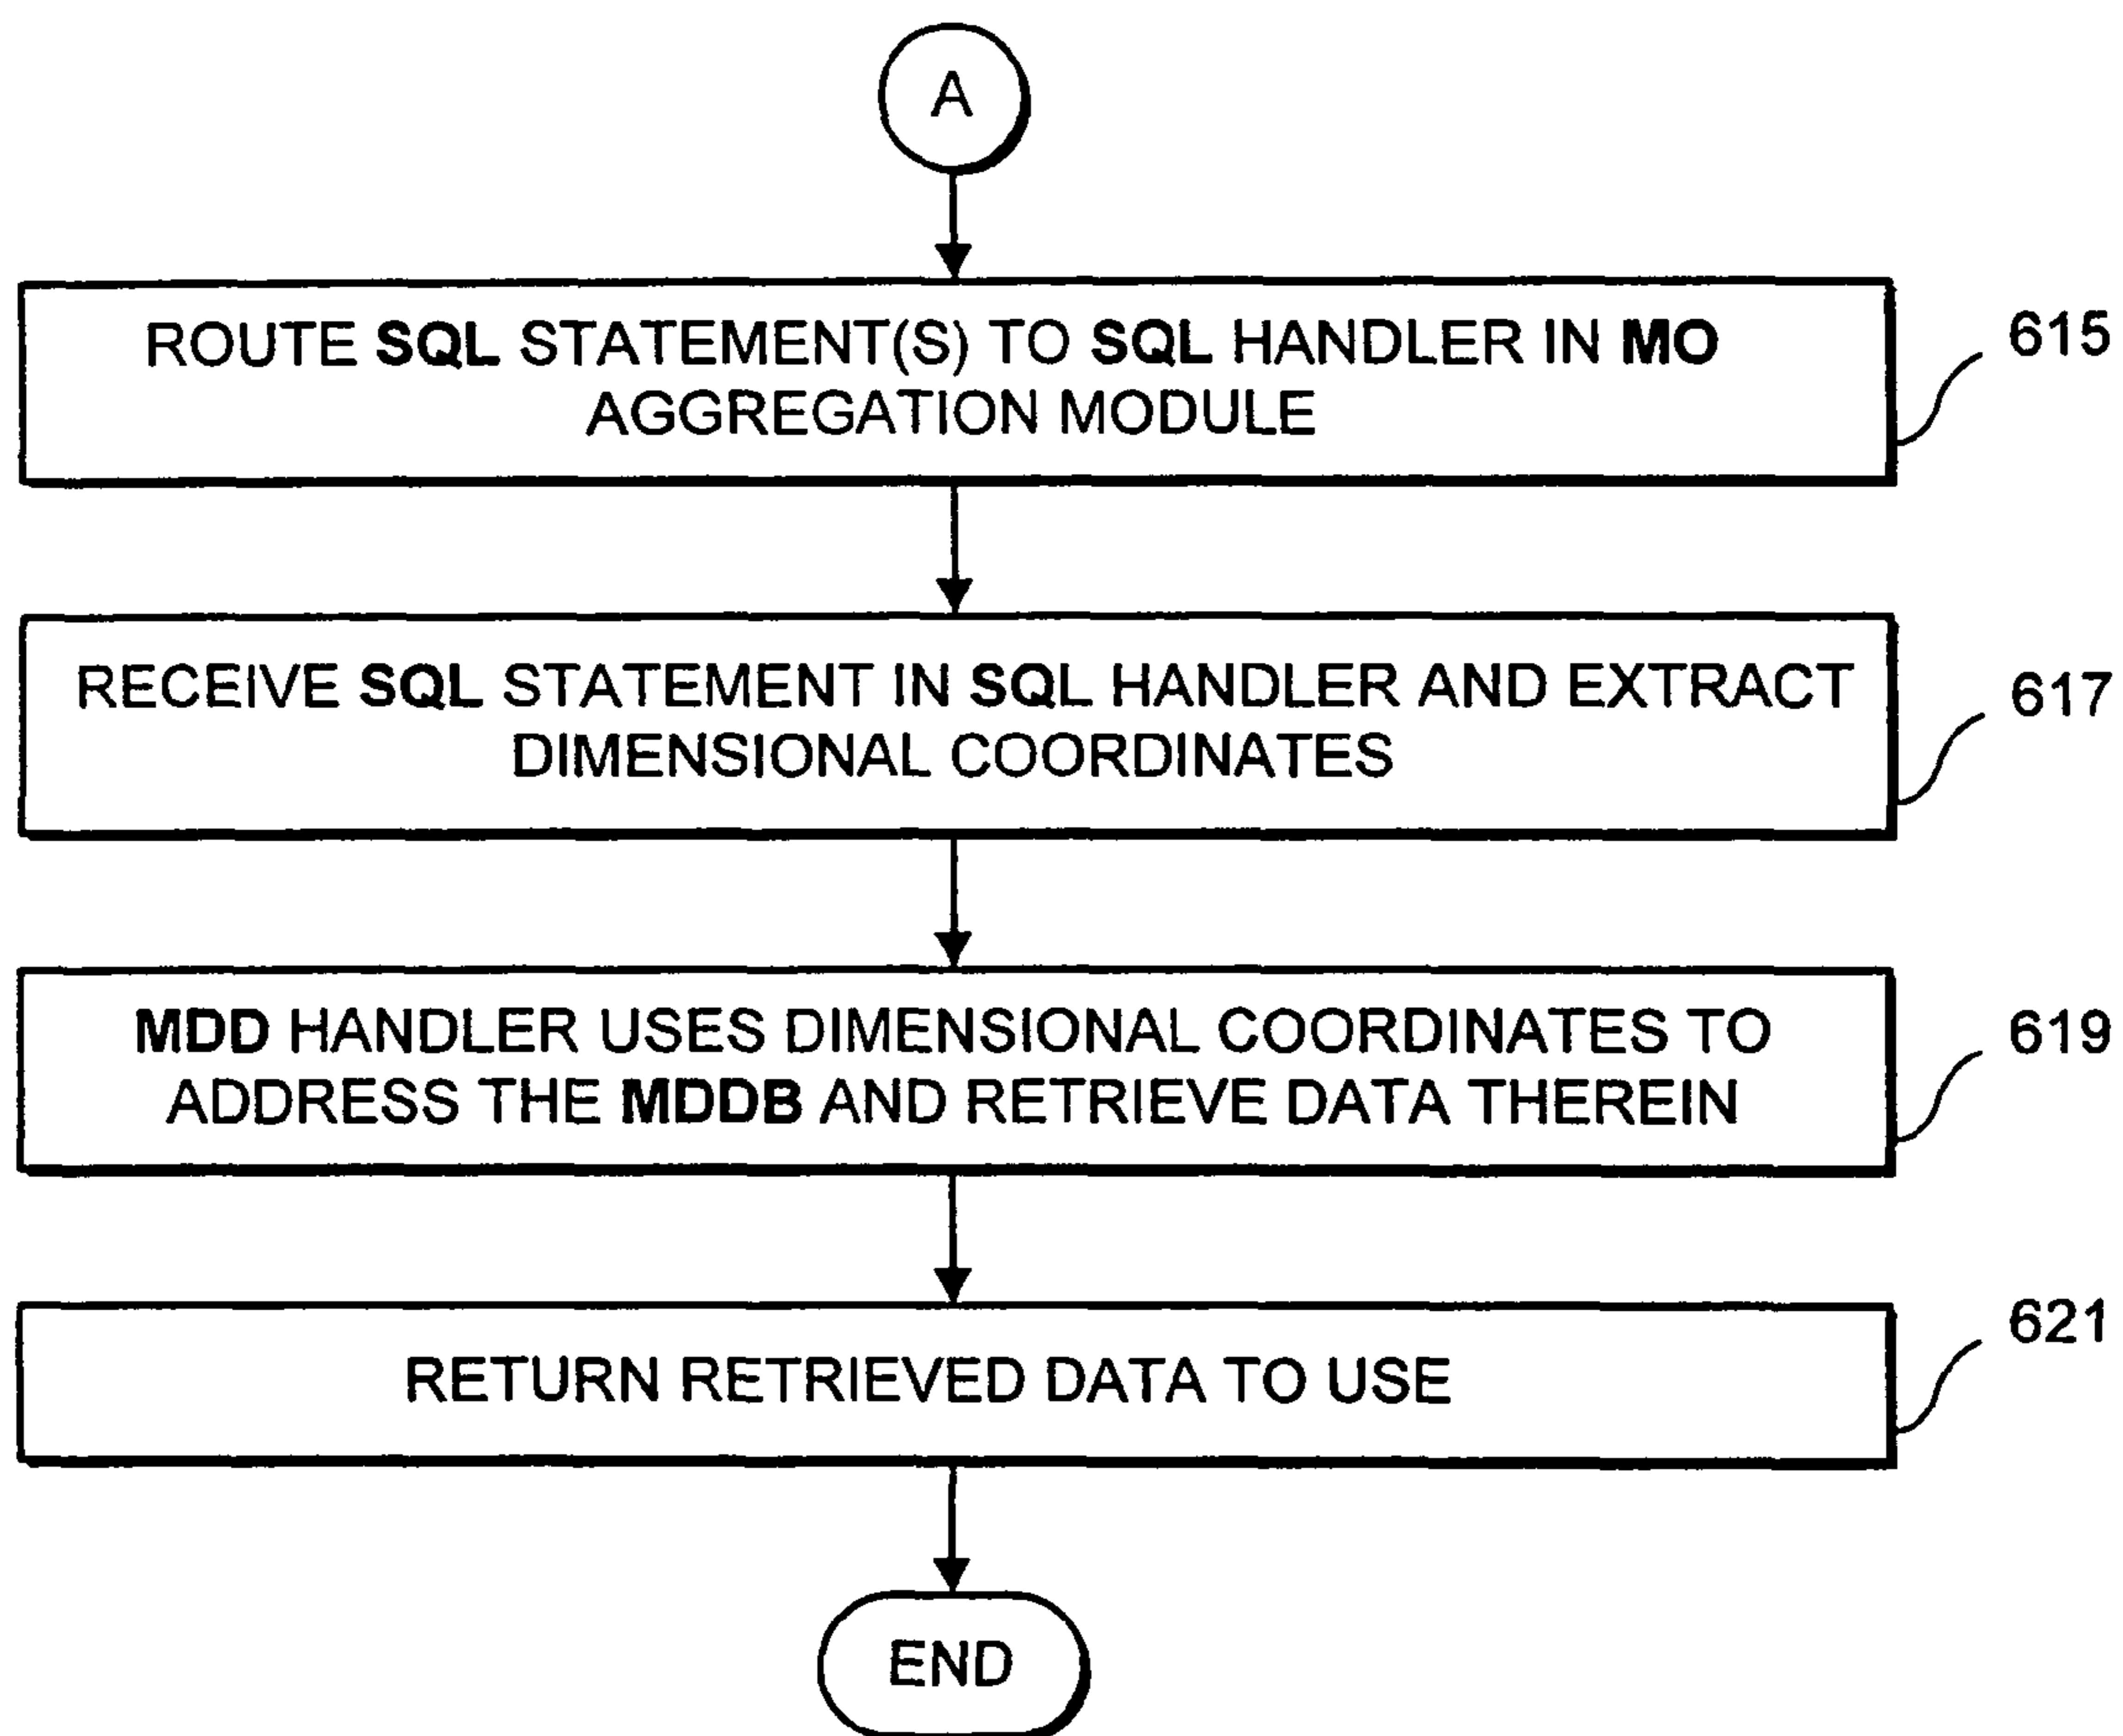 A
ROUTE SQL STATEMENT(S) TO SQL HANDLER IN MO
AGGREGATION MODULE
615
RECEIVE SQL STATEMENT IN SQL HANDLER AND EXTRACT
DIMENSIONAL COORDINATES
617
MDD HANDLER USES DIMENSIONAL COORDINATES TO
ADDRESS THE MDDB AND RETRIEVE DATA THEREIN
619
RETURN RETRIEVED DATA TO USE
621
END